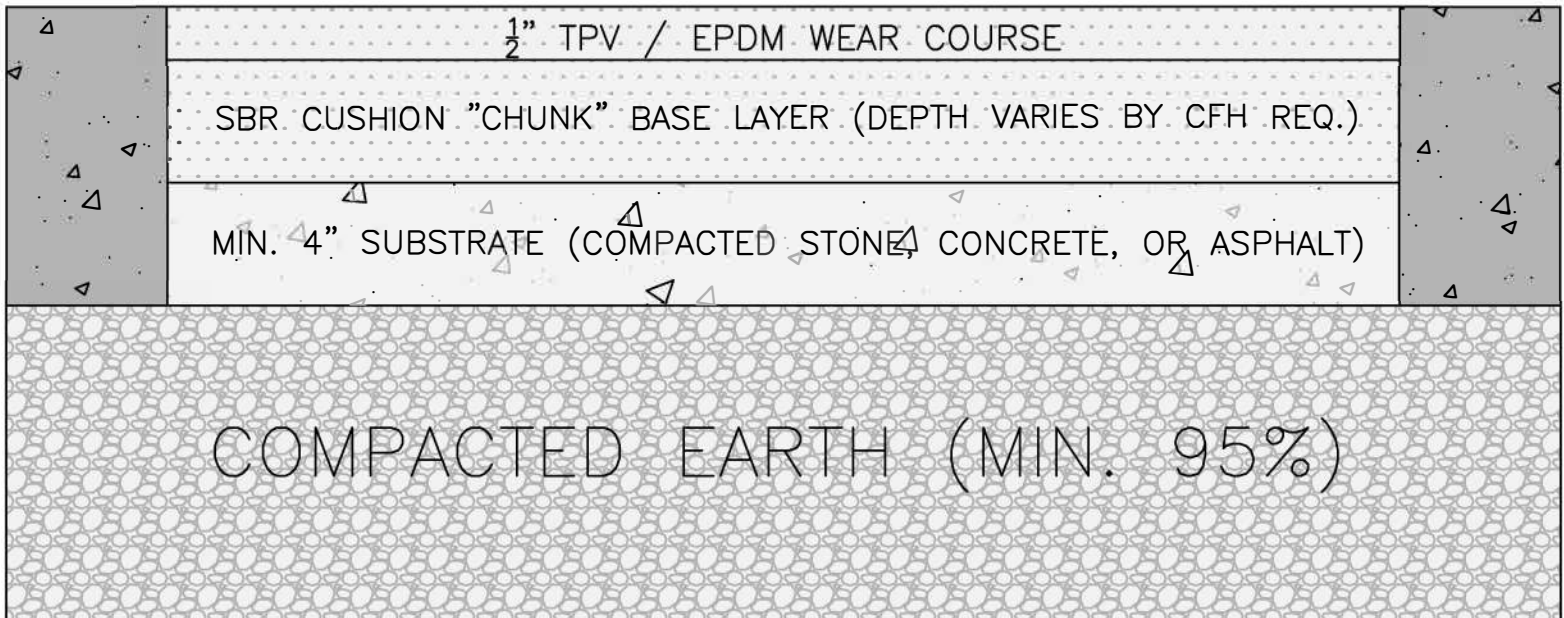 ½” TPV / EPDM WEAR COURSE
SBR CUSHION ”CHUNK” BASE LAYER (DEPTH VARIES BY CFH REQ.)
MIN. 4” SUBSTRATE (COMPACTED STONE, CONCRETE, OR ASPHALT)
COMPACTED EARTH (MIN. 95%)